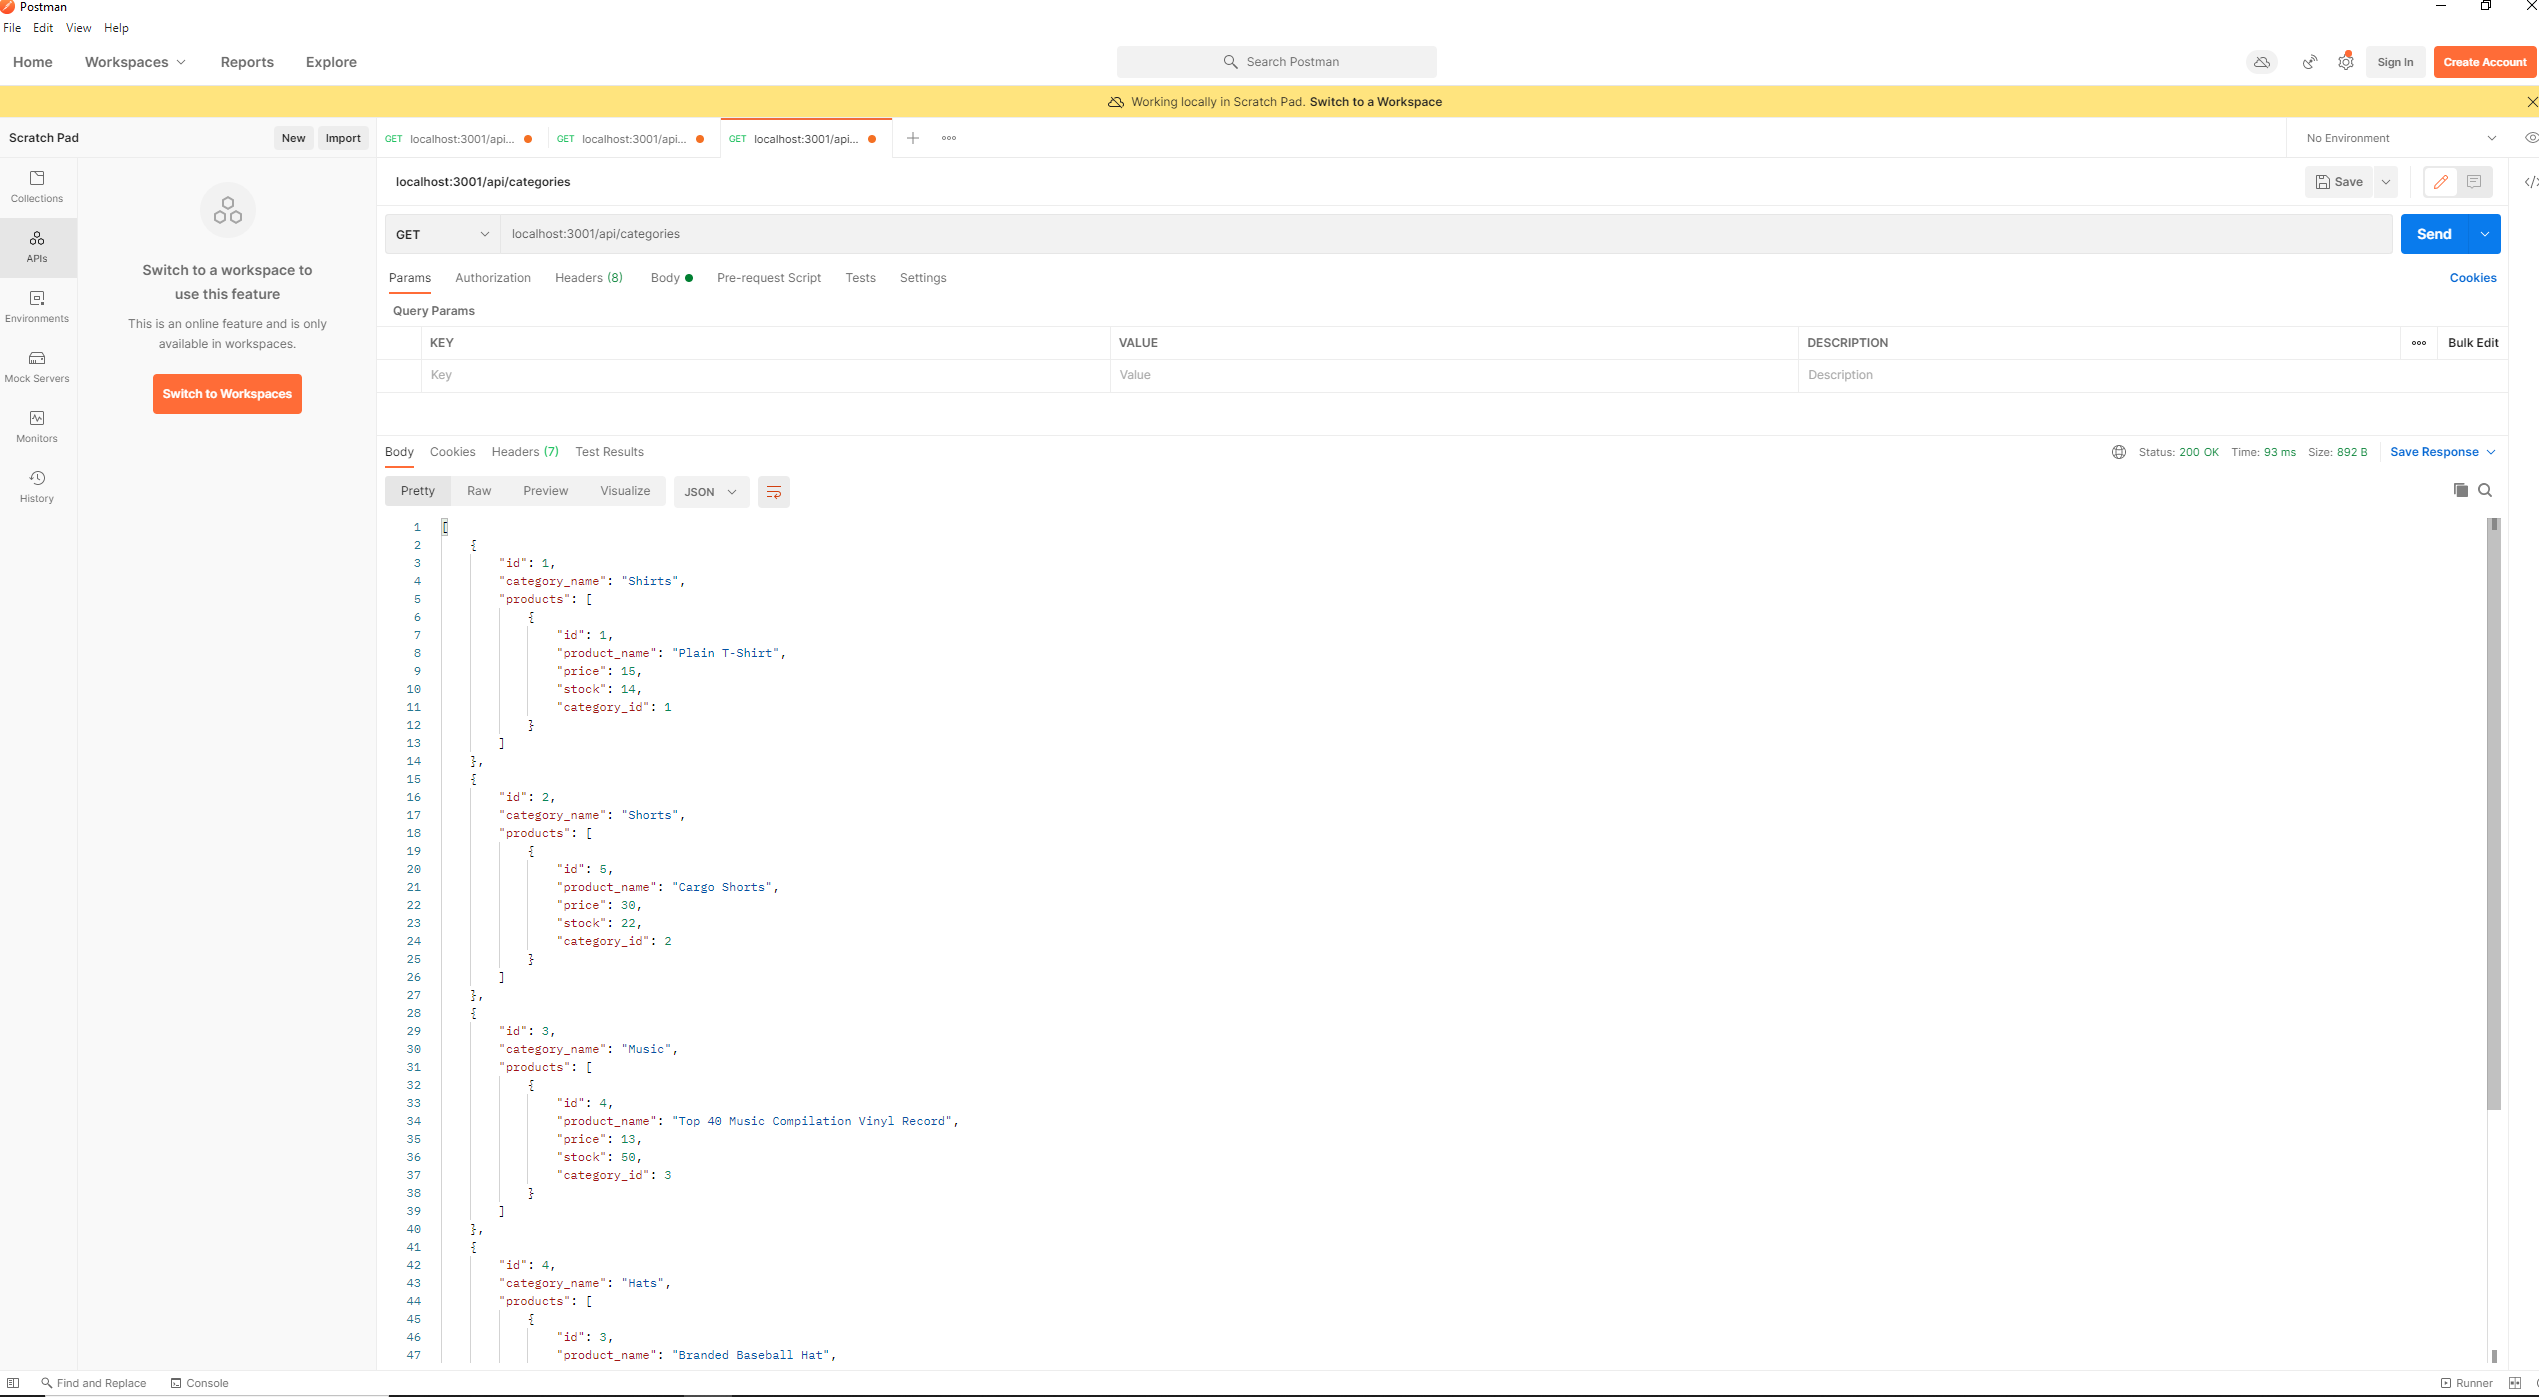 Postman
File Edit View Help
Home Workspaces Reports Explore Search Postman Sign In Create Account
Working locally in Scratch Pad. Switch to a Workspace
Scratch Pad New Import GET localhost:3001/api... GET localhost:3001/api... GET localhost:3001/api... No Environment
localhost:3001/api/categories Save
GET localhost:3001/api/categories Send
Params Authorization Headers (8) Body Pre-request Script Tests Settings Cookies
Query Params
KEY VALUE DESCRIPTION Bulk Edit
Key Value Description
Collections
APIs
Environments
Mock Servers
Monitors
History
Switch to a workspace to
use this feature
This is an online feature and is only
available in workspaces.
Switch to Workspaces
Body Cookies Headers (7) Test Results Status: 200 OK Time: 93 ms Size: 892 B Save Response
Pretty Raw Preview Visualize JSON
1 [
2 {
3 "id": 1,
4 "category_name": "Shirts",
5 "products": [
6 {
7 "id": 1,
8 "product_name": "Plain T-Shirt",
9 "price": 15,
10 "stock": 14,
11 "category_id": 1
12 }
13 ]
14 },
15 {
16 "id": 2,
17 "category_name": "Shorts",
18 "products": [
19 {
20 "id": 5,
21 "product_name": "Cargo Shorts",
22 "price": 30,
23 "stock": 22,
24 "category_id": 2
25 }
26 ]
27 },
28 {
29 "id": 3,
30 "category_name": "Music",
31 "products": [
32 {
33 "id": 4,
34 "product_name": "Top 40 Music Compilation Vinyl Record",
35 "price": 13,
36 "stock": 50,
37 "category_id": 3
38 }
39 ]
40 },
41 {
42 "id": 4,
43 "category_name": "Hats",
44 "products": [
45 {
46 "id": 3,
47 "product_name": "Branded Baseball Hat",
Find and Replace Console Runner